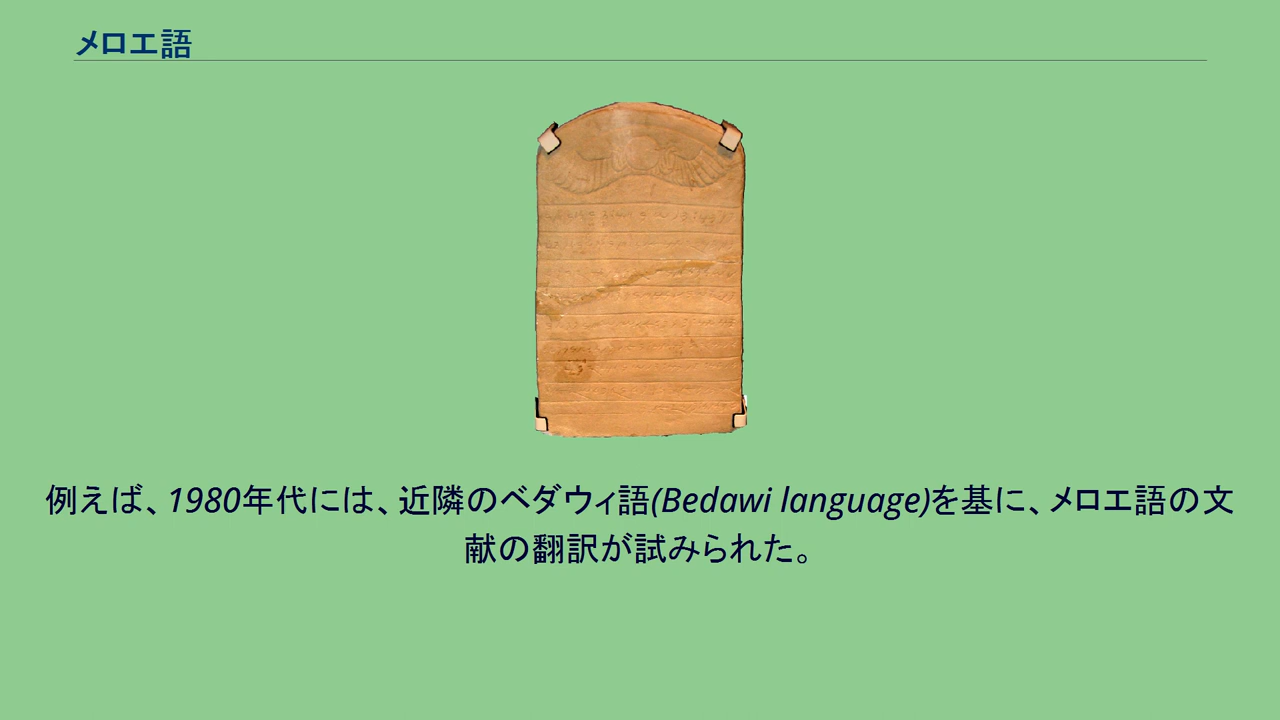 メロエ語
例えば、1980年代には、近隣のベダウィ語(Bedawi language)を基に、メロエ語の文
献の翻訳が試みられた。